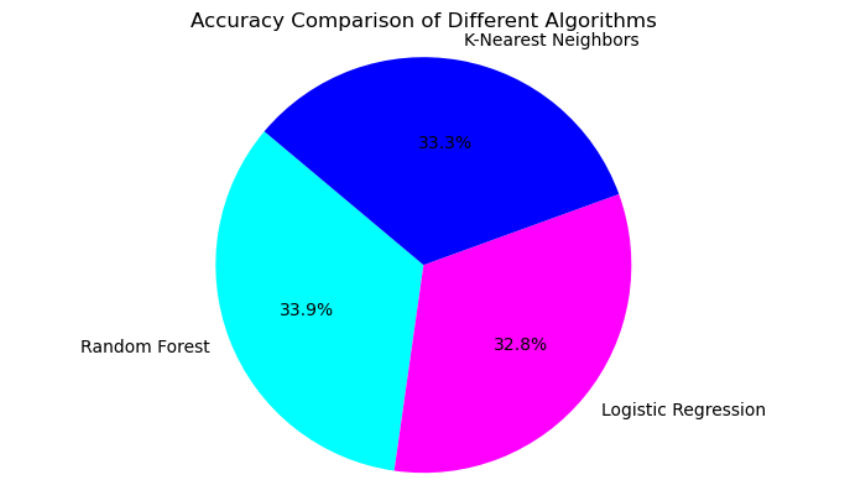 Accuracy Comparison of Different Algorithms
K-Nearest Neighbors
33.3%
33.9%
Random Forest
32.8%
Logistic Regression